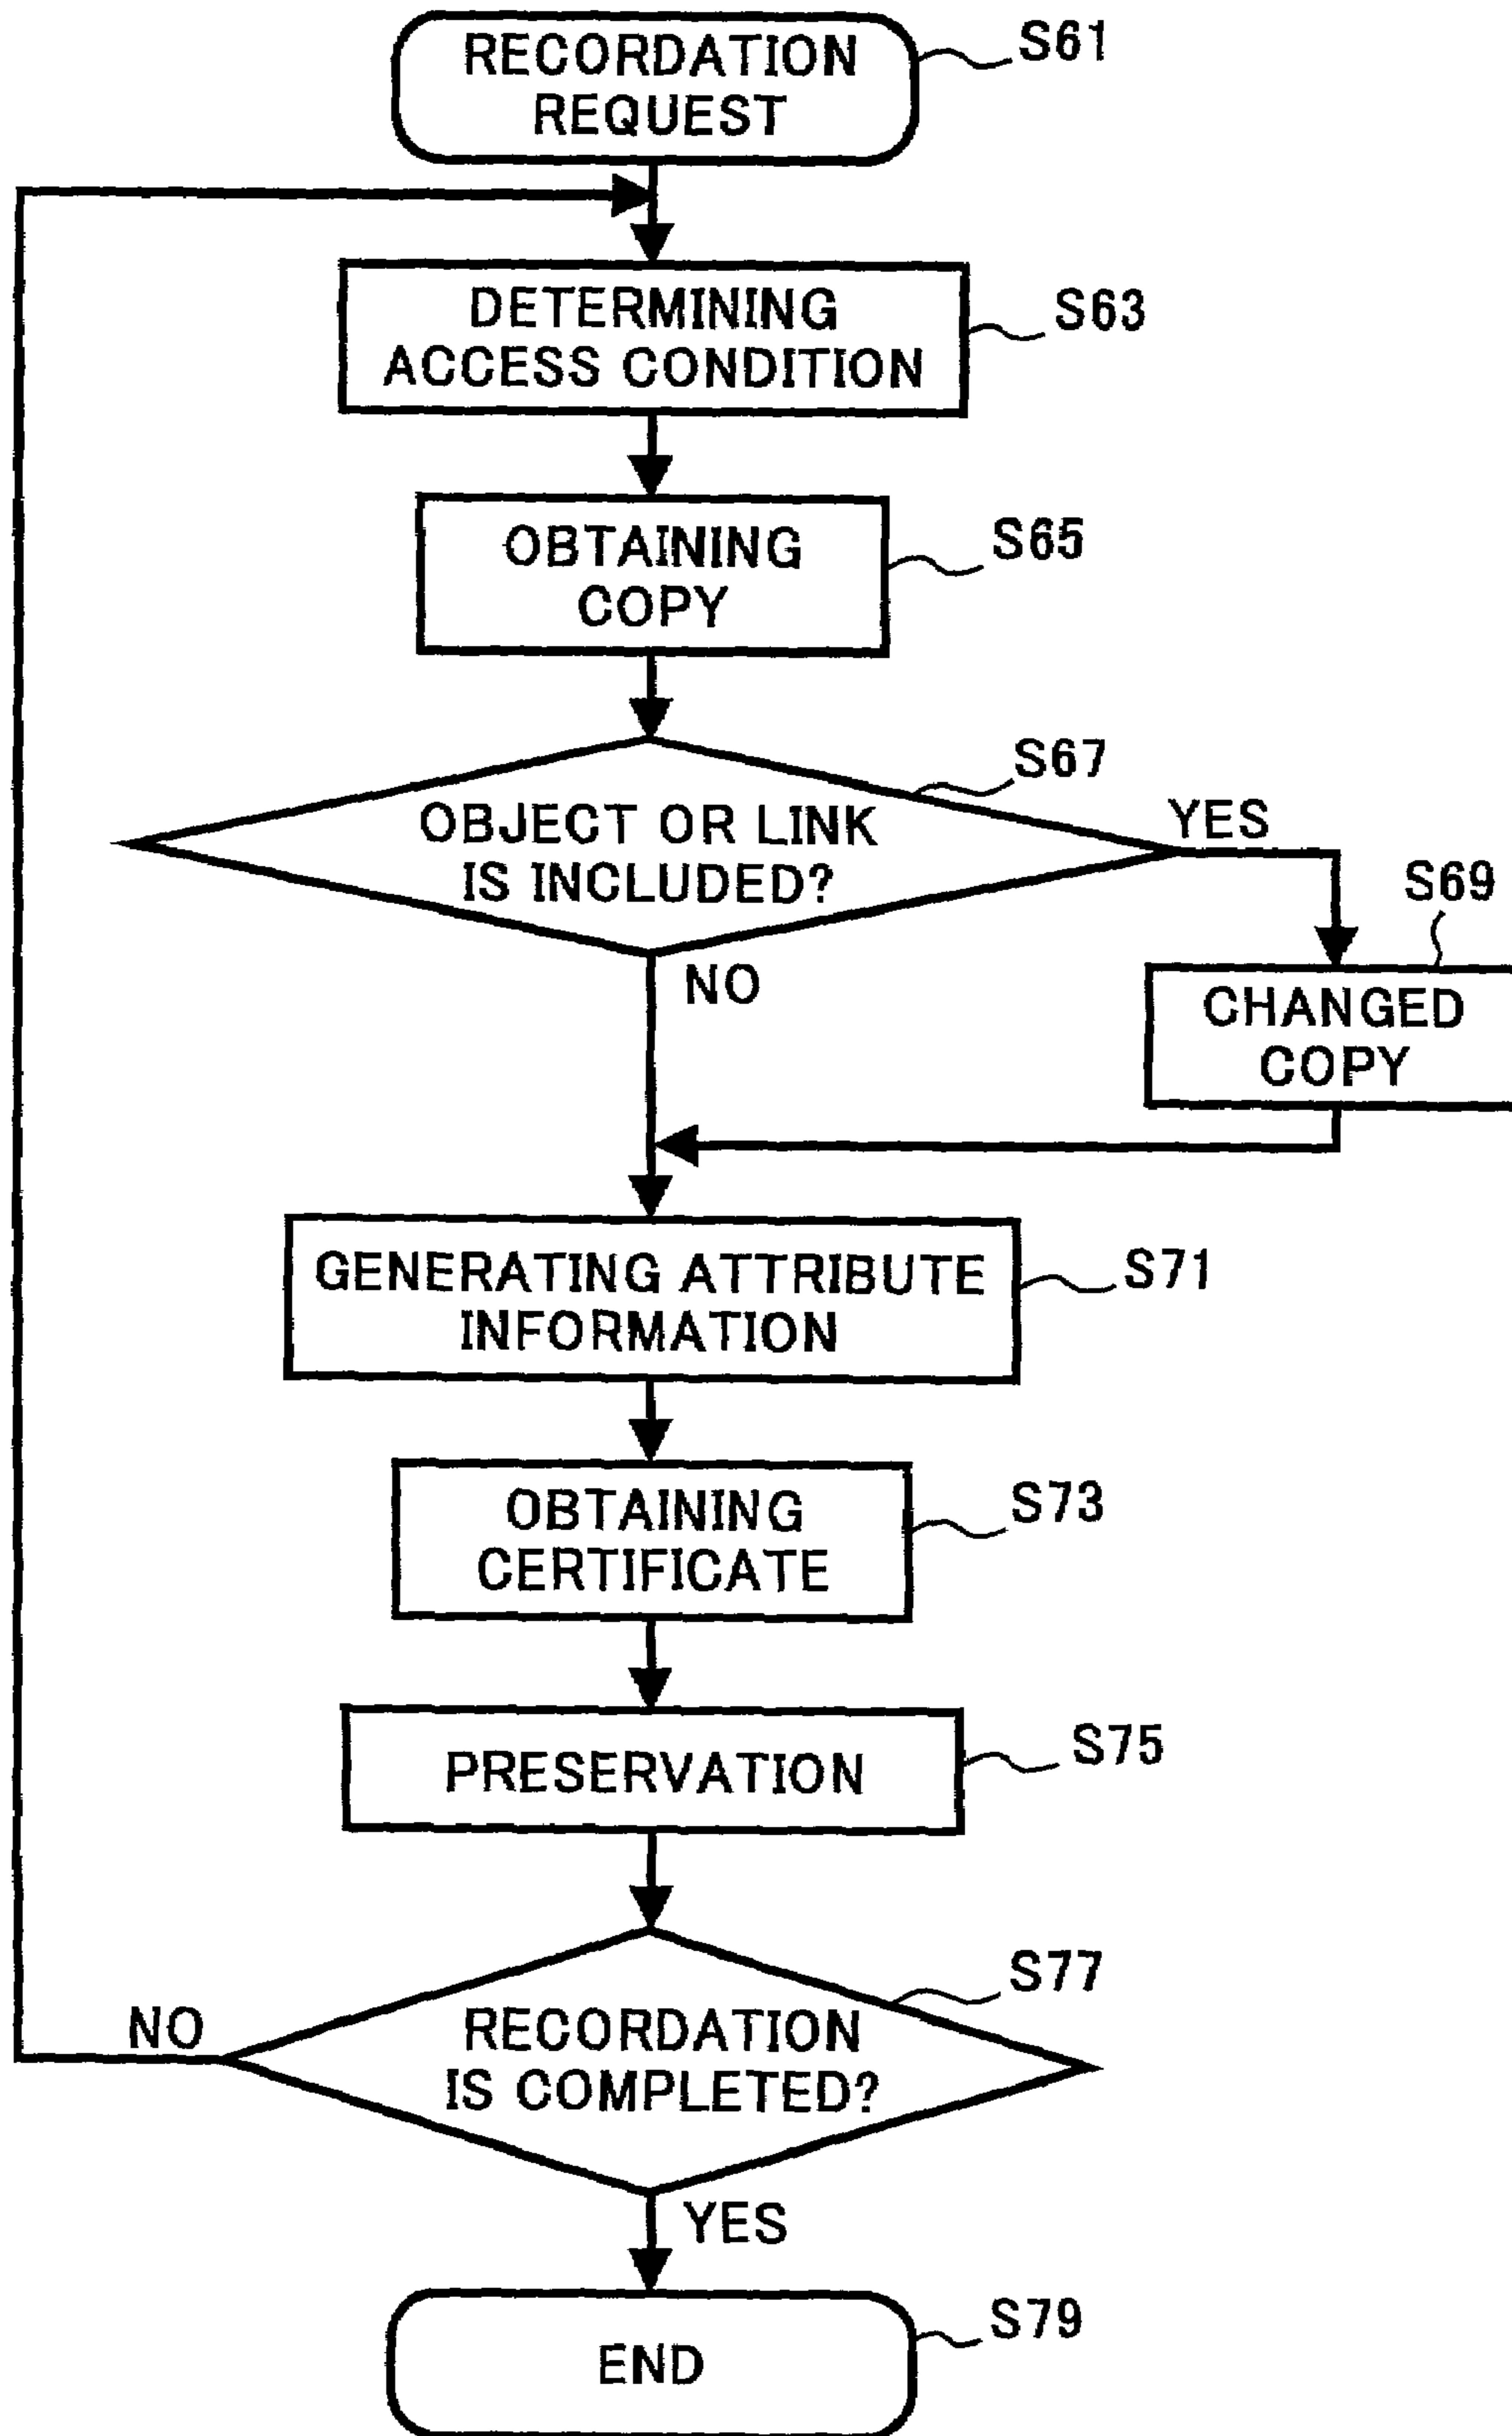 RECORDATION
REQUEST
S61
DETERMINING
ACCESS CONDITION
S63
OBTAINING
COPY
S65
OBJECT OR LINK
IS INCLUDED?
S67
YES
NO
S69
CHANGED
COPY
GENERATING ATTRIBUTE
INFORMATION
S71
OBTAINING
CERTIFICATE
S73
PRESERVATION
S75
RECORDATION
IS COMPLETED?
S77
NO
YES
END
S79